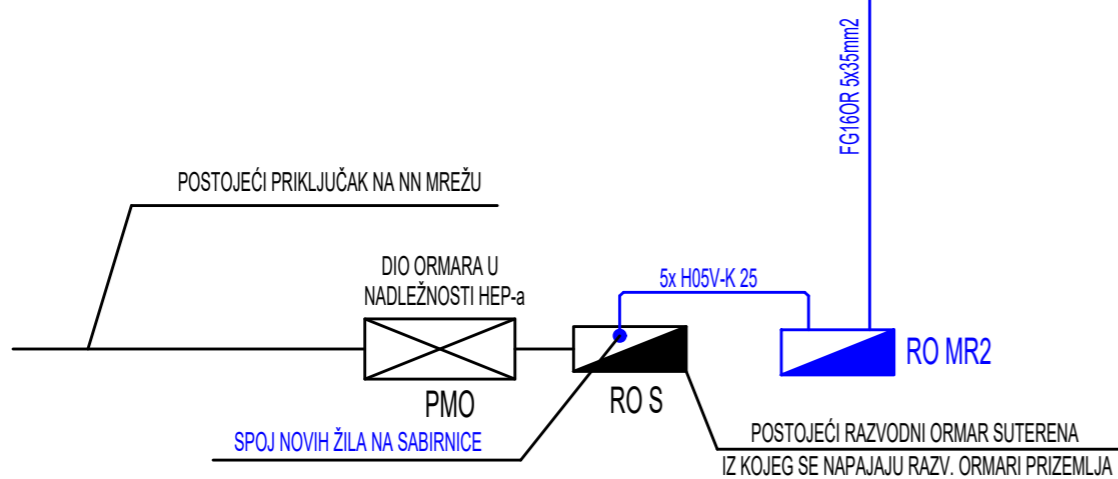 FG16OR 5x35mm2
POSTOJEĆI PRIKLJUČAK NA NN MREŽU
DIO ORMARA U
NADLEŽNOSTI HEP-a
5x H05V-K 25
RO MR2
PMO
RO S
SPOJ NOVIH ŽILA NA SABIRNICE
POSTOJEĆI RAZVODNI ORMAR SUTERENA
IZ KOJEG SE NAPAJAJU RAZV. ORMARI PRIZEMLJA